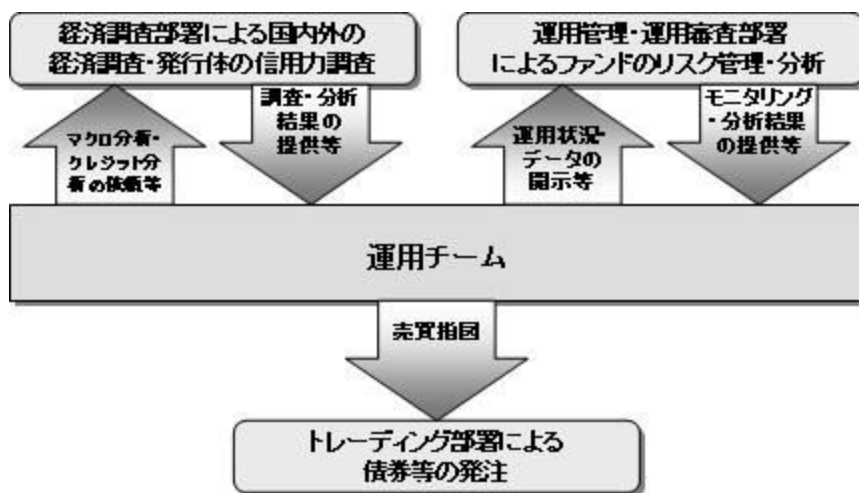 経済調査部署による国内外の
経済調査・発行体の信用力調査
運用管理・運用審査部署
によるファンドのリスク管理・分析
マクロ分析・
クレジット分
析の依頼等
調査・分析
結果の
提供等
運用状況・
データの
開示等
モニタリング
・分析結果
の提供等
運用チーム
売買指図
トレーディング部署による
債券等の発注